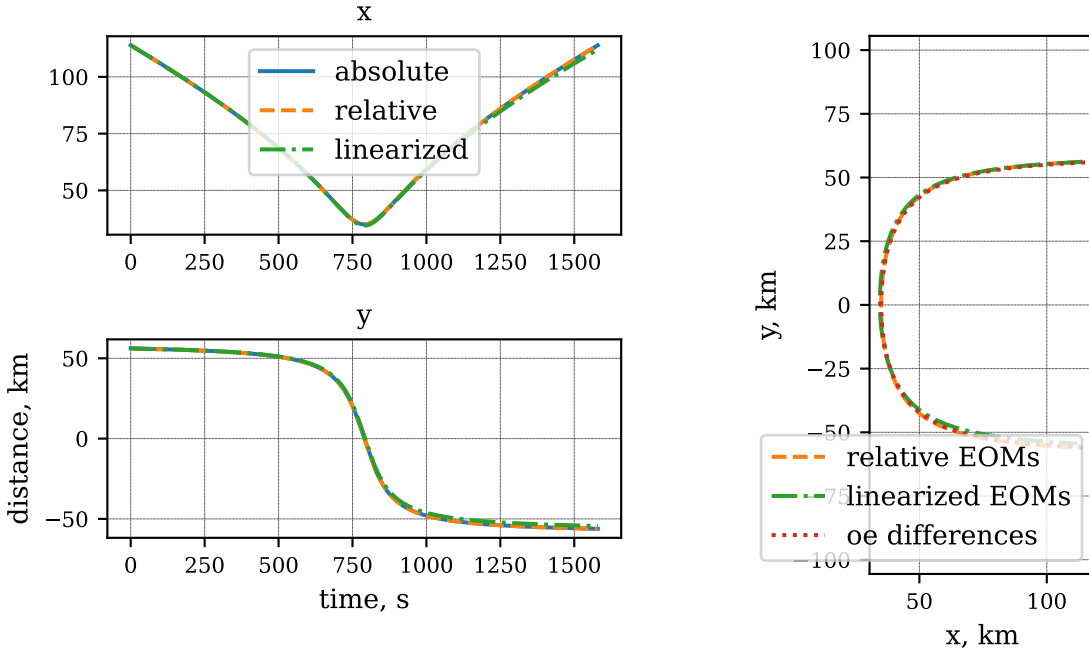 x
100
75
50
absolute
relative
linearized
0 250 500 750 1000 1250 1500
y
distance, km
50
0
−50
0 250 500 750 1000 1250 1500
time, s
y, km
100
75
50
25
0
−25
−50
−75
−100
relative EOMs
linearized EOMs
oe differences
50 100
x, km